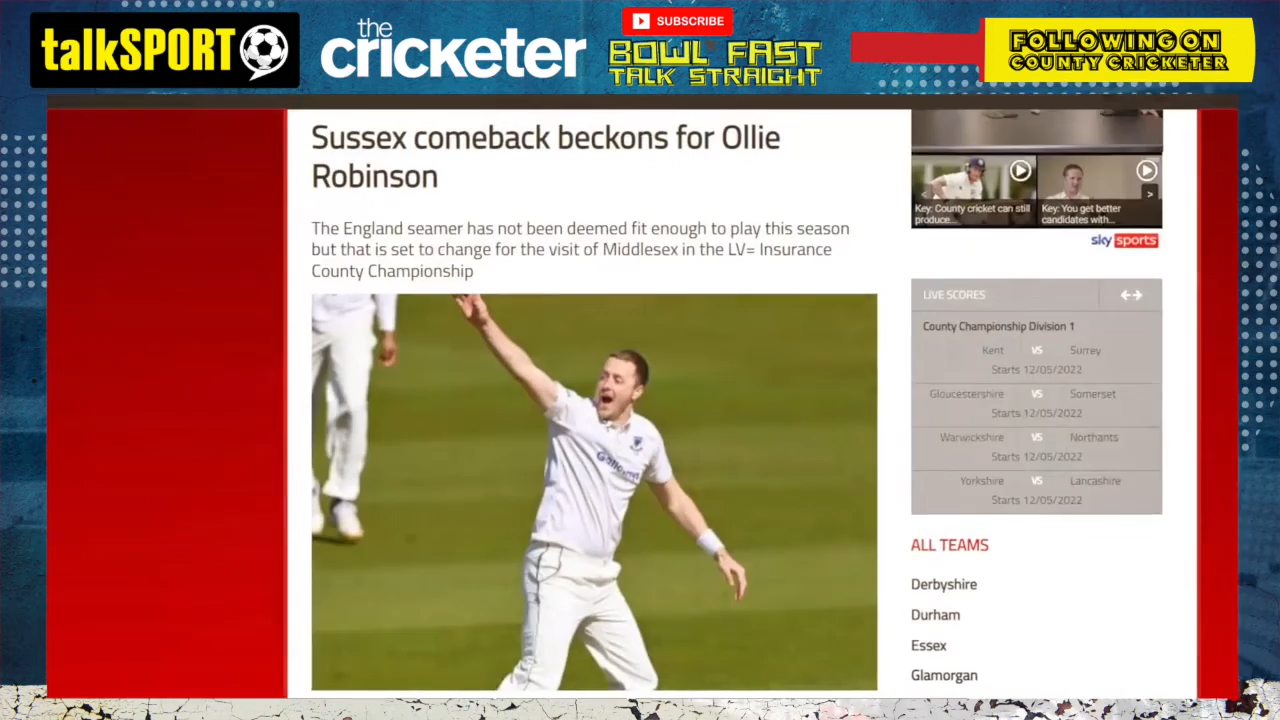 talkSPORT
the
cricketer
SUBSCRIBE
BOWL FAST
TALK STRAIGHT
FOLLOWING ON
COUNTY CRICKETER
Sussex comeback beckons for Ollie
Robinson
The England seamer has not been deemed fit enough to play this season
but that is set to change for the visit of Middlesex in the LV= Insurance
County Championship
Key: County cricket can still
produce...
Key: You get better
candidates with...
sky sports
LIVE SCORES
County Championship Division 1
Kent VS Surrey
Starts 12/05/2022
Gloucestershire VS Somerset
Starts 12/05/2022
Warwickshire VS Northants
Starts 12/05/2022
Yorkshire VS Lancashire
Starts 12/05/2022
ALL TEAMS
Derbyshire
Durham
Essex
Glamorgan